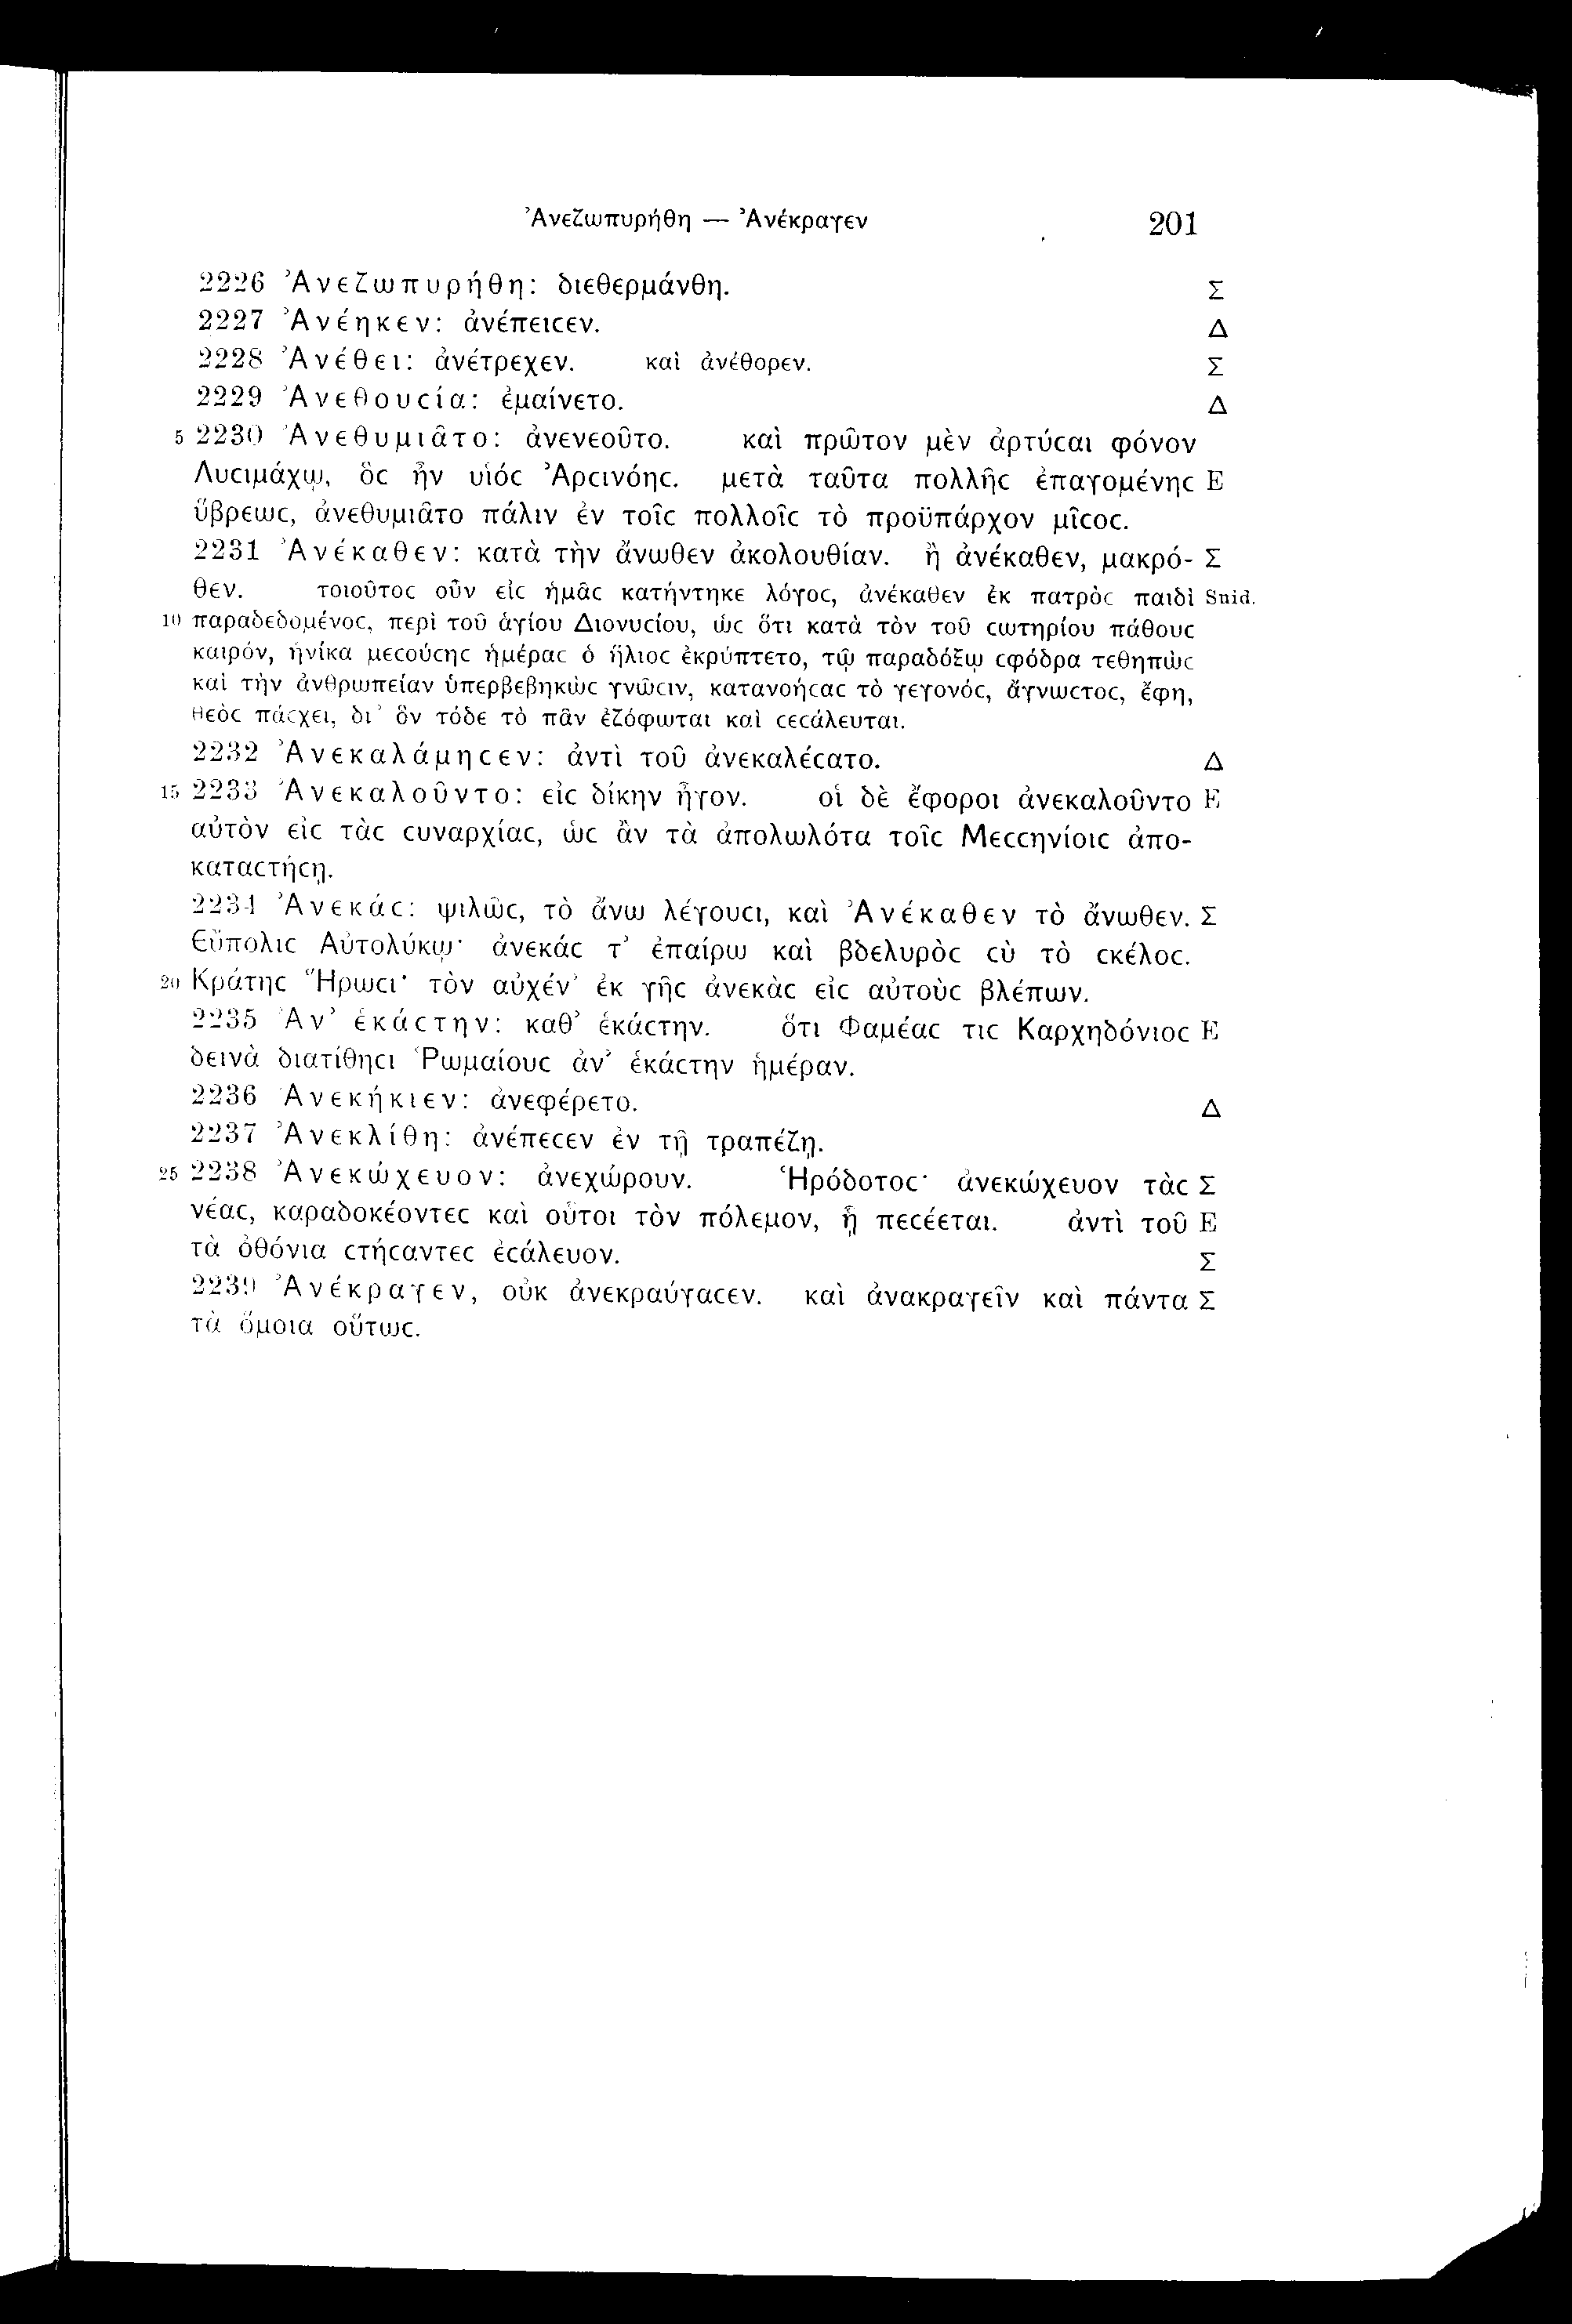 Ἀνεζωπυρήθη — Ἀνέκραγεν 201
2226 Ἀνεζωπυρήθη: διεθερμάνθη. Σ
2227 Ἀνέηκεν: ἀνέπειϲεν. Δ
2228 Ἀνέθει: ἀνέτρεχεν. καὶ ἀνέθορεν. Σ
2229 Ἀνεθουϲία: ἐμαίνετο. Δ
5 2230 Ἀνεθυμιᾶτο: ἀνενεοῦτο. καὶ πρῶτον μὲν ἀρτύϲαι φόνον
Λυϲιμάχῳ, ὃϲ ἦν υἱόϲ Ἀρϲινόηϲ. μετὰ ταῦτα πολλῆϲ ἐπαγομένηϲ Ε
ὕβρεωϲ, ἀνεθυμιᾶτο πάλιν ἐν τοῖϲ πολλοῖϲ τὸ προϋπάρχον μῖϲοϲ.
2231 Ἀνέκαθεν: κατὰ τὴν ἄνωθεν ἀκολουθίαν. ἢ ἀνέκαθεν, μακρό- Σ
θεν. τοιοῦτοϲ οὖν εἰϲ ἡμᾶϲ κατήντηκε λόγοϲ, ἀνέκαθεν ἐκ πατρὸϲ παιδὶ Suid.
10 παραδεδομένοϲ, περὶ τοῦ ἁγίου Διονυϲίου, ὡϲ ὅτι κατὰ τὸν τοῦ ϲωτηρίου πάθουϲ
καιρόν, ἡνίκα μεϲούϲηϲ ἡμέραϲ ὁ ἥλιοϲ ἐκρύπτετο, τῷ παραδόξῳ ϲφόδρα τεθηπὼϲ
καὶ τὴν ἀνθρωπείαν ὑπερβεβηκὼϲ γνῶϲιν, κατανοήϲαϲ τὸ γεγονόϲ, ἄγνωϲτοϲ, ἔφη,
θεὸϲ πάϲχει, δι’ ὃν τόδε τὸ πᾶν ἐζόφωται καὶ ϲεϲάλευται.
2232 Ἀνεκαλάμηϲεν: ἀντὶ τοῦ ἀνεκαλέϲατο. Δ
15 2233 Ἀνεκαλοῦντο: εἰϲ δίκην ἦγον. οἱ δὲ ἔφοροι ἀνεκαλοῦντο Ε
αὐτὸν εἰϲ τὰϲ ϲυναρχίαϲ, ὡϲ ἂν τὰ ἀπολωλότα τοῖϲ Μεϲϲηνίοιϲ ἀπο-
καταϲτήϲῃ.
2234 Ἀνεκάϲ: ψιλῶϲ, τὸ ἄνω λέγουϲι, καὶ Ἀνέκαθεν τὸ ἄνωθεν. Σ
Εὔπολιϲ Αὐτολύκῳ· ἀνεκάϲ τ’ ἐπαίρω καὶ βδελυρὸϲ ϲὺ τὸ ϲκέλοϲ.
20 Κράτηϲ Ἥρωϲι· τὸν αὐχέν’ ἐκ γῆϲ ἀνεκὰϲ εἰϲ αὐτοὺϲ βλέπων.
2235 Ἀν’ ἑκάϲτην: καθ’ ἑκάϲτην. ὅτι Φαμέαϲ τιϲ Καρχηδόνιοϲ Ε
δεινὰ διατίθηϲι Ῥωμαίουϲ ἀν’ ἑκάϲτην ἡμέραν.
2236 Ἀνεκήκιεν: ἀνεφέρετο. Δ
2237 Ἀνεκλίθη: ἀνέπεϲεν ἐν τῇ τραπέζῃ.
25 2238 Ἀνεκώχευον: ἀνεχώρουν. Ἡρόδοτοϲ· ἀνεκώχευον τὰϲ Σ
νέαϲ, καραδοκέοντεϲ καὶ οὗτοι τὸν πόλεμον, ᾗ πεϲέεται. ἀντὶ τοῦ Ε
τὰ ὀθόνια ϲτήϲαντεϲ ἐϲάλευον. Σ
2239 Ἀνέκραγεν, οὐκ ἀνεκραύγαϲεν. καὶ ἀνακραγεῖν καὶ πάντα Σ
τὰ ὅμοια οὕτωϲ.